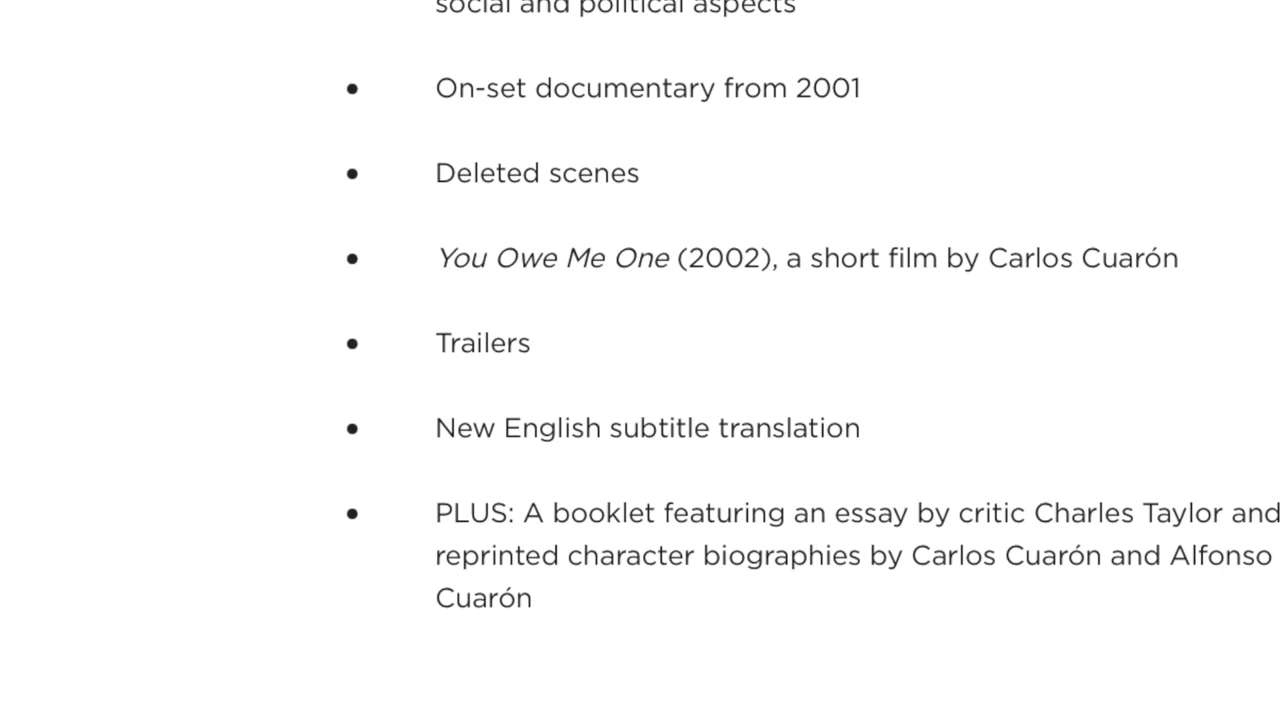 social and political aspects
• On-set documentary from 2001
• Deleted scenes
• You Owe Me One (2002), a short film by Carlos Cuarón
• Trailers
• New English subtitle translation
• PLUS: A booklet featuring an essay by critic Charles Taylor and
reprinted character biographies by Carlos Cuarón and Alfonso
Cuarón